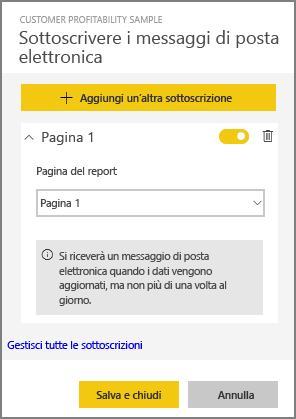 CUSTOMER PROFITABILITY SAMPLE
Sottoscrivere i messaggi di posta
elettronica
Aggiungi un'altra sottoscrizione
Pagina 1
Pagina del report
Pagina 1
Si riceverà un messaggio di posta
elettronica quando i dati vengono
aggiornati, ma non più di una volta al
giorno.
Gestisci tutte le sottoscrizioni
Salva e chiudi
Annulla